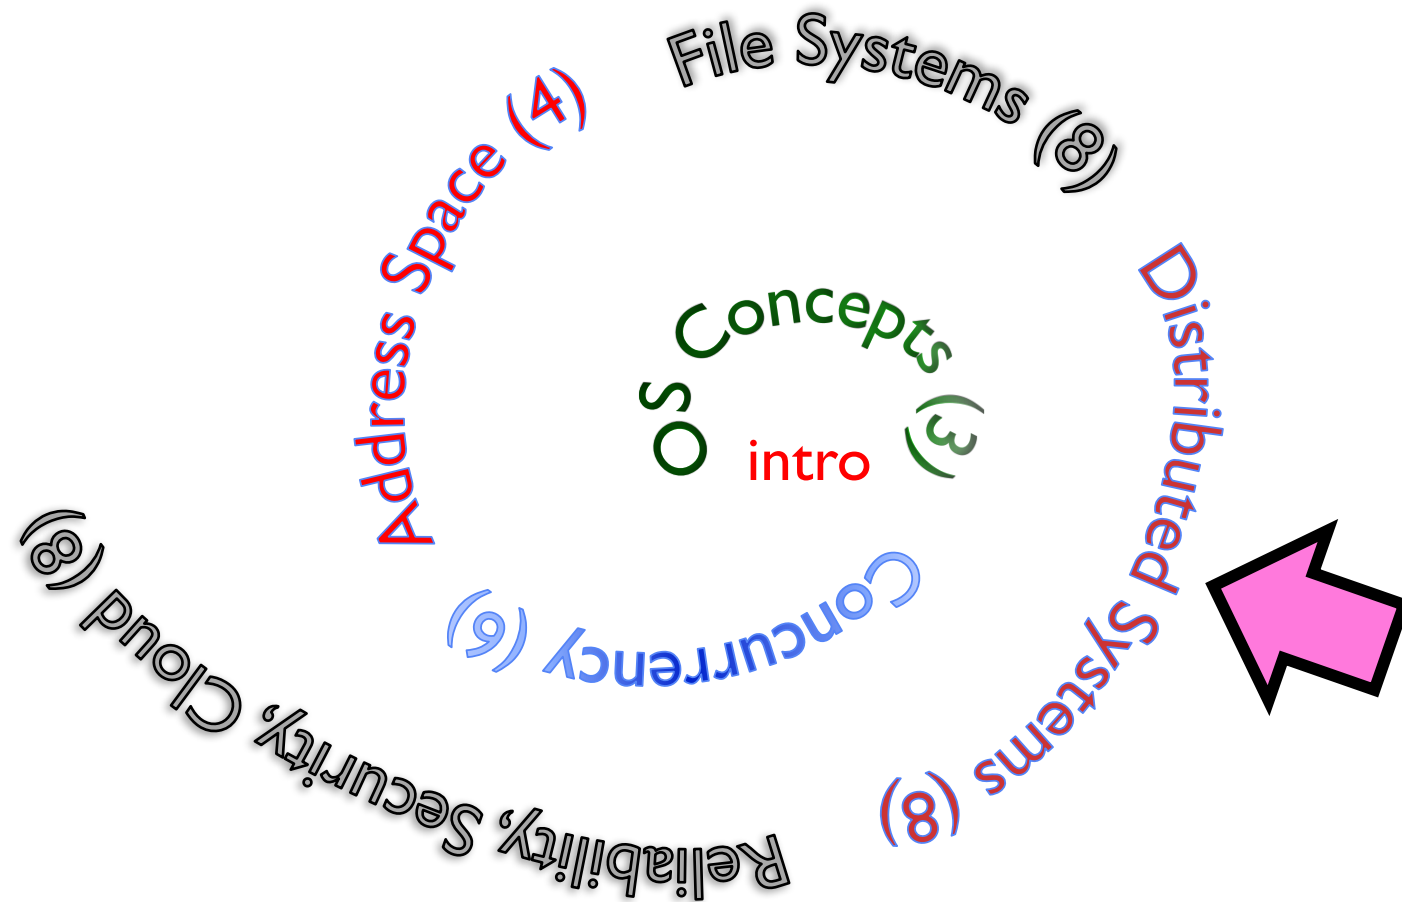 intro
OS Concepts (3)
Concurrency (6)
Address Space (4)
File Systems (8)
Distributed Systems (8)
Reliability, Security, Cloud (8)